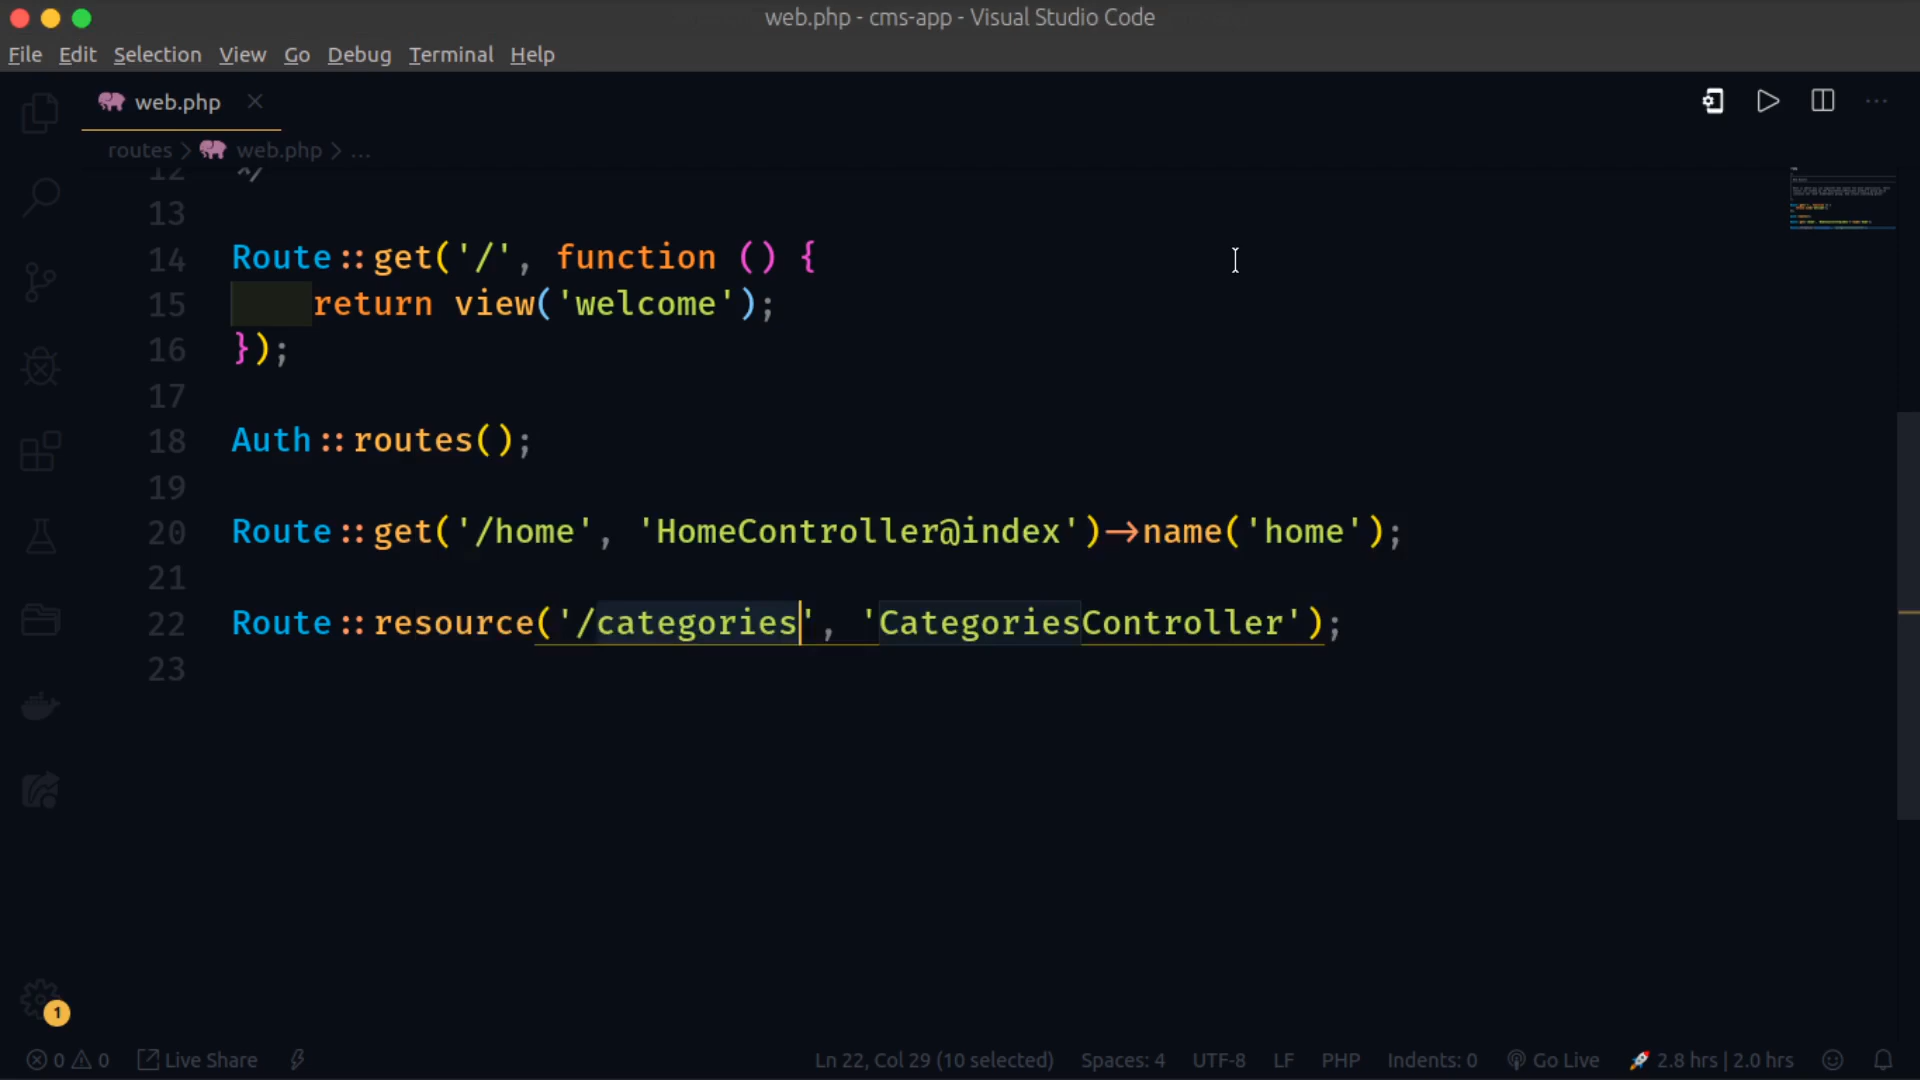 web.php - cms-app - Visual Studio Code
File Edit Selection View Go Debug Terminal Help
web.php
routes > web.php > ...
12 */
13
14 Route::get('/', function () {
15 return view('welcome');
16 });
17
18 Auth::routes();
19
20 Route::get('/home', 'HomeController@index')->name('home');
21
22 Route::resource('/categories', 'CategoriesController');
23
1
0 0 Live Share Ln 22, Col 29 (10 selected) Spaces: 4 UTF-8 LF PHP Indents: 0 Go Live 2.8 hrs | 2.0 hrs